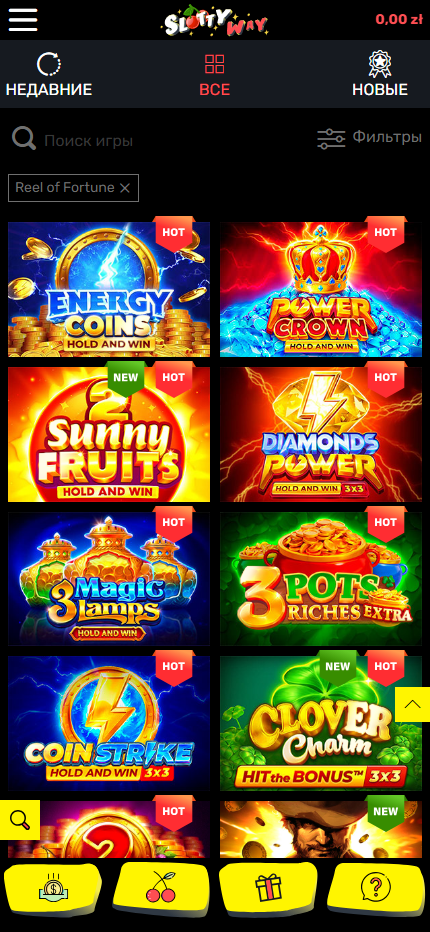 SLOTTY WAY
0,00 zł
НЕДАВНИЕ
ВСЕ
НОВЫЕ
Поиск игры
Фильтры
Reel of Fortune
HOT
ENERGY
COINS
HOLD AND WIN
HOT
POWER
CROWN
HOLD AND WIN
NEW
HOT
2
Sunny
FRUITS
HOLD AND WIN
HOT
DIAMONDS
POWER
HOLD AND WIN 3X3
HOT
3 Magic
Lamps
HOLD AND WIN
HOT
3 POTS
RICHES EXTRA
HOT
COIN STRIKE
HOLD AND WIN 3X3
NEW
HOT
CLOVER
Charm
HIT the BONUS™ 3X3
HOT
2
NEW